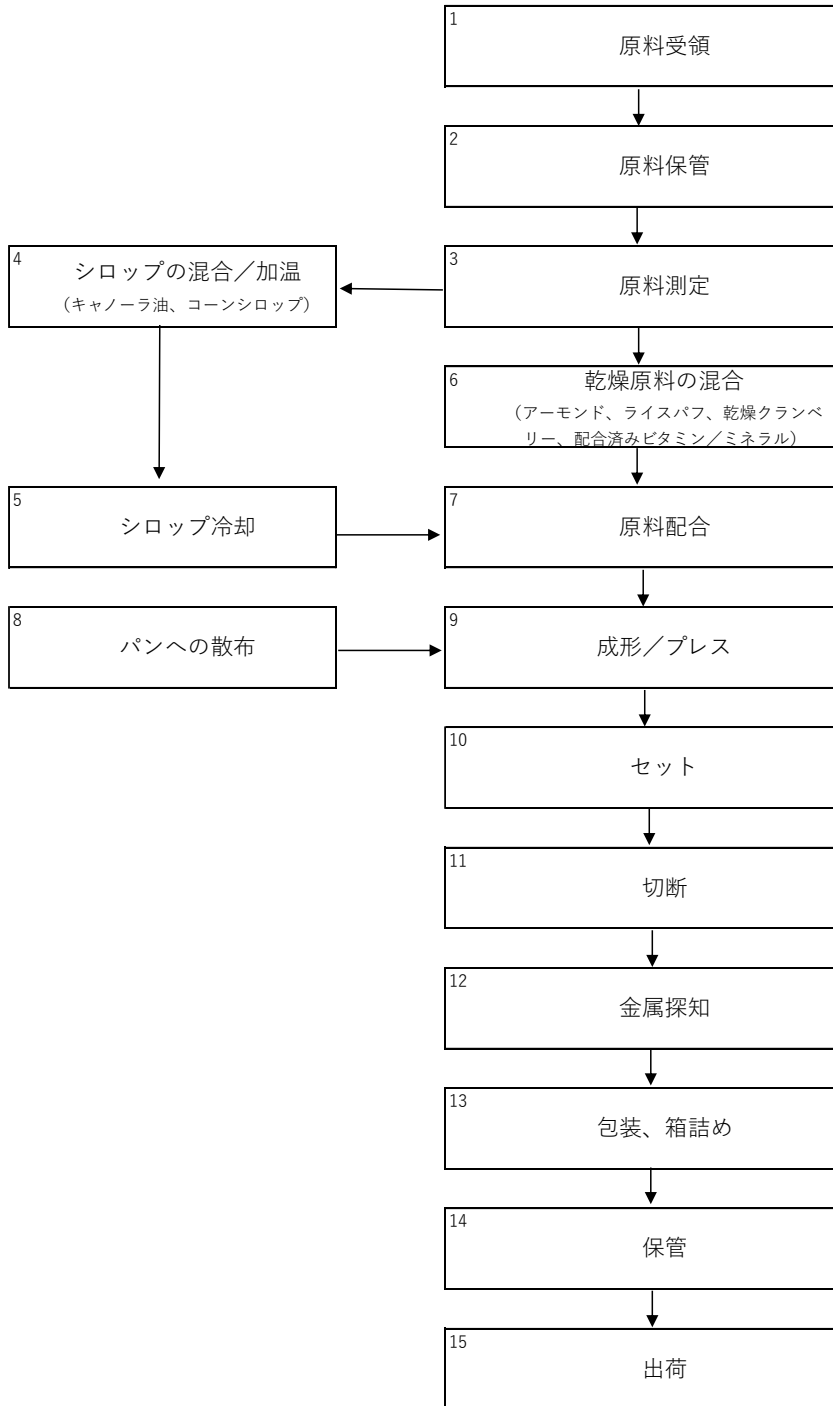 1
原料受領
2
原料保管
3
原料測定
4
シロップの混合／加温
（キャノーラ油、コーンシロップ）
6
乾燥原料の混合
（アーモンド、ライスパフ、乾燥クランベ
リー、配合済みビタミン／ミネラル）
5
シロップ冷却
7
原料配合
8
パンへの散布
9
成形／プレス
10
セット
11
切断
12
金属探知
13
包装、箱詰め
14
保管
15
出荷